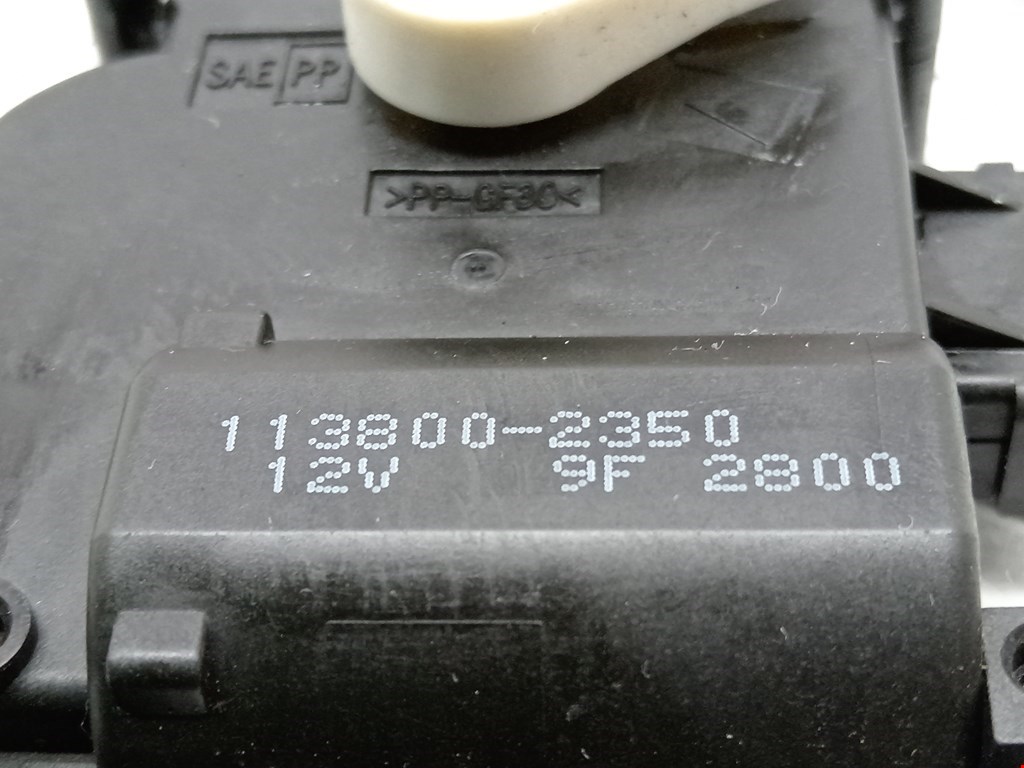 SAE PP
>PP-GF30<
113800-2350
12V 9F 2800